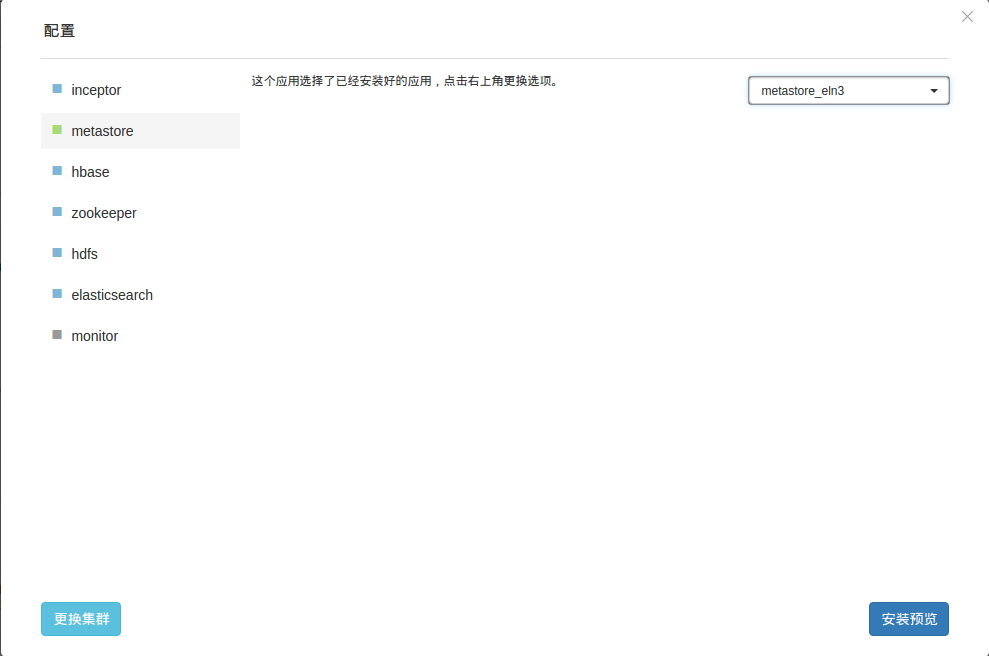 配置
inceptor
这个应用选择了已经安装好的应用，点击右上角更换选项。
metastore_eln3
metastore
hbase
zookeeper
hdfs
elasticsearch
monitor
更换集群
安装预览